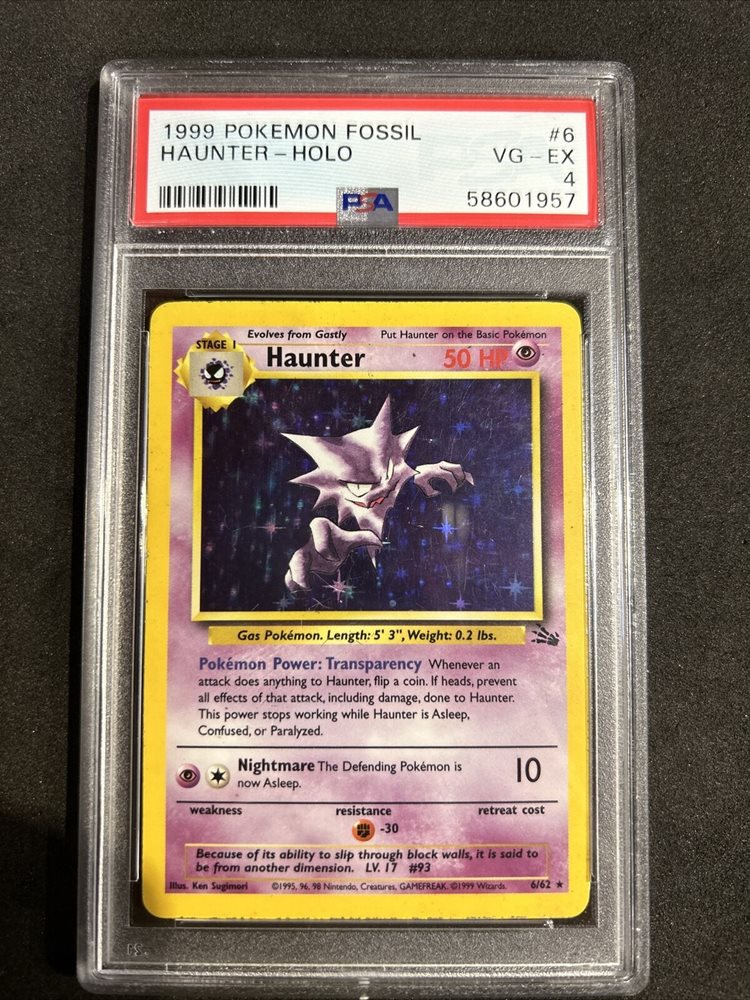 1999 POKEMON FOSSIL #6
HAUNTER – HOLO VG – EX
4
PSA 58601957
Evolves from Gastly Put Haunter on the Basic Pokémon
STAGE 1
Haunter 50 HP
Gas Pokémon. Length: 5' 3", Weight: 0.2 lbs.
Pokémon Power: Transparency Whenever an
attack does anything to Haunter, flip a coin. If heads, prevent
all effects of that attack, including damage, done to Haunter.
This power stops working while Haunter is Asleep,
Confused, or Paralyzed.
Nightmare The Defending Pokémon is 10
now Asleep.
weakness resistance retreat cost
-30
Because of its ability to slip through block walls, it is said to
be from another dimension. LV. 17 #93
Illus. Ken Sugimori ©1995, 96, 98 Nintendo, Creatures, GAMEFREAK. ©1999 Wizards. 6/62 ★